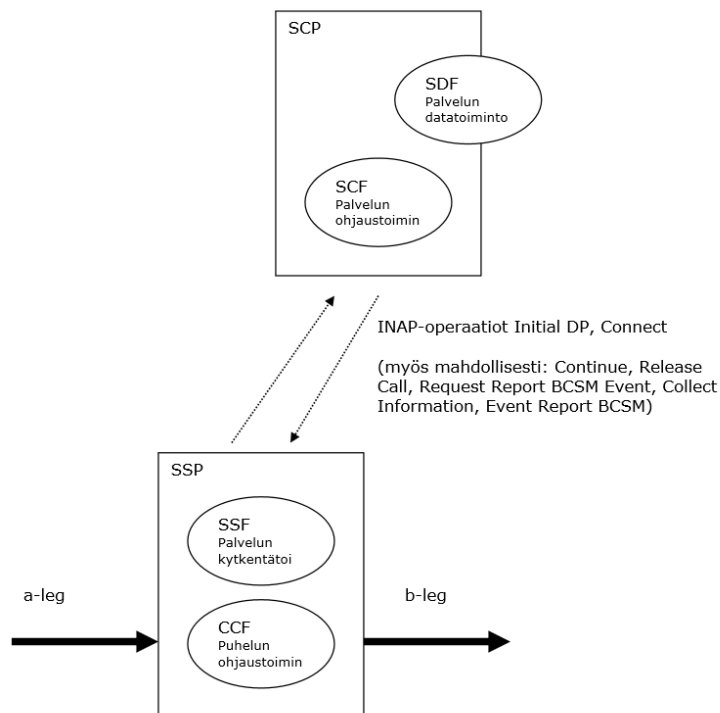 SCP
SDF
Palvelun
datatoiminto
SCF
Palvelun
ohjaustoimin
INAP-operaatiot Initial DP, Connect
(myös mahdollisesti: Continue, Release
Call, Request Report BCSM Event, Collect
Information, Event Report BCSM)
SSP
SSF
Palvelun
kytkentätoi
a-leg
b-leg
CCF
Puhelun
ohjaustoimin